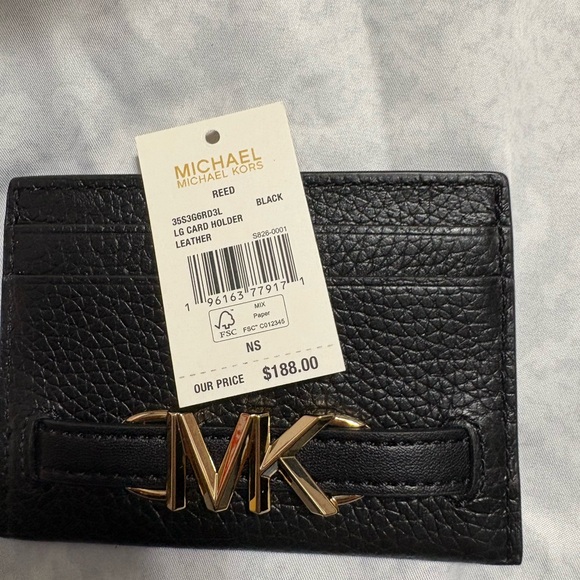 MICHAEL
MICHAEL KORS
REED
35S3G6RD3L BLACK
LG CARD HOLDER
LEATHER S826-0001
1 96163 77917 1
FSC
MIX
Paper
FSC® C012345
NS
OUR PRICE $188.00
MK